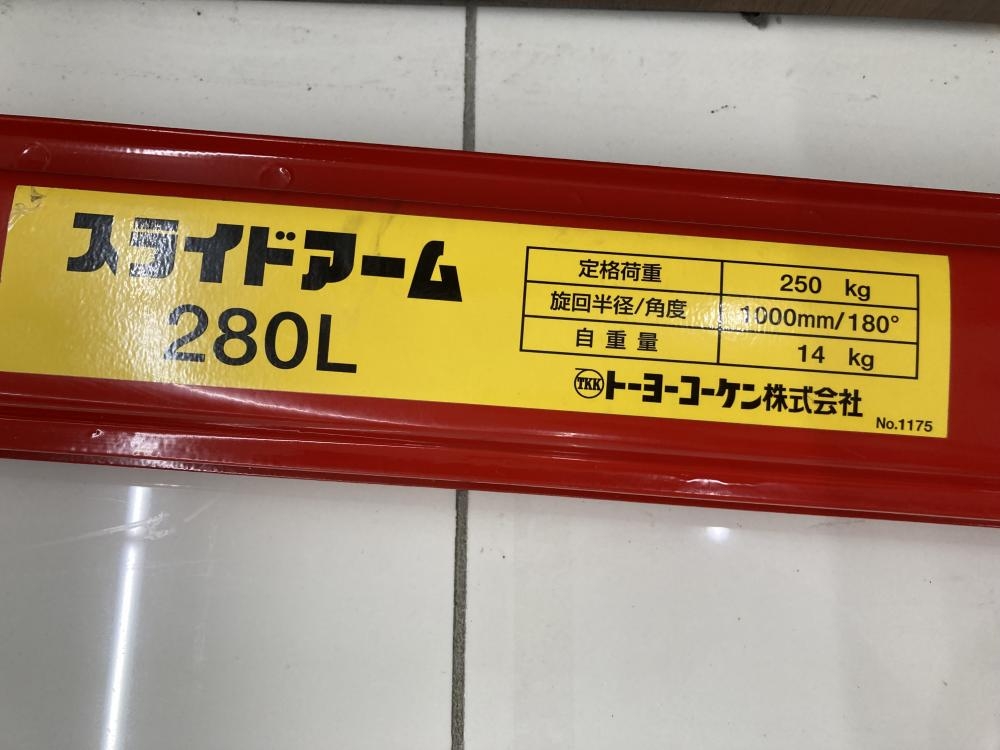 スライドアーム
280L
定格荷重 250 kg
旋回半径/角度 1000mm/180°
自重量 14 kg
TKK トーヨーコーケン株式会社
No.1175